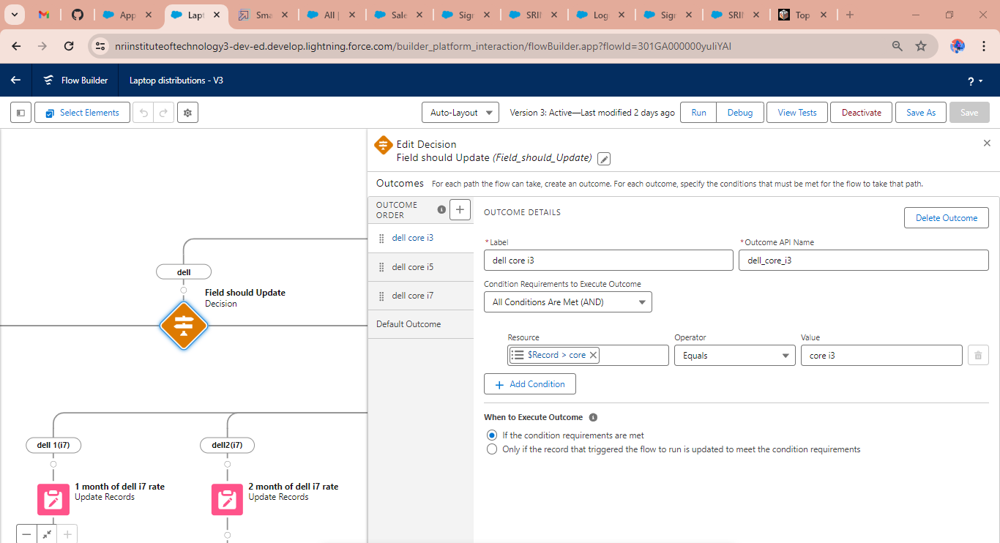 App
Lapt
Sma
All |
Sale
Sign
SRIN
Log
Sign
SRIN
Top
nriinstituteoftechnology3-dev-ed.develop.lightning.force.com/builder_platform_interaction/flowBuilder.app?flowId=301GA000000yuIiYAI
Flow Builder
Laptop distributions - V3
?
Select Elements
Auto-Layout
Version 3: Active—Last modified 2 days ago
Run
Debug
View Tests
Deactivate
Save As
Save
Edit Decision
Field should Update (Field_should_Update)
Outcomes For each path the flow can take, create an outcome. For each outcome, specify the conditions that must be met for the flow to take that path.
OUTCOME
ORDER
dell core i3
dell core i5
dell core i7
Default Outcome
OUTCOME DETAILS
Delete Outcome
* Label
dell core i3
* Outcome API Name
dell_core_i3
Condition Requirements to Execute Outcome
All Conditions Are Met (AND)
Resource
$Record > core
Operator
Equals
Value
core i3
Add Condition
When to Execute Outcome
If the condition requirements are met
Only if the record that triggered the flow to run is updated to meet the condition requirements
dell
Field should Update
Decision
dell 1(i7)
dell2(i7)
1 month of dell i7 rate
Update Records
2 month of dell i7 rate
Update Records